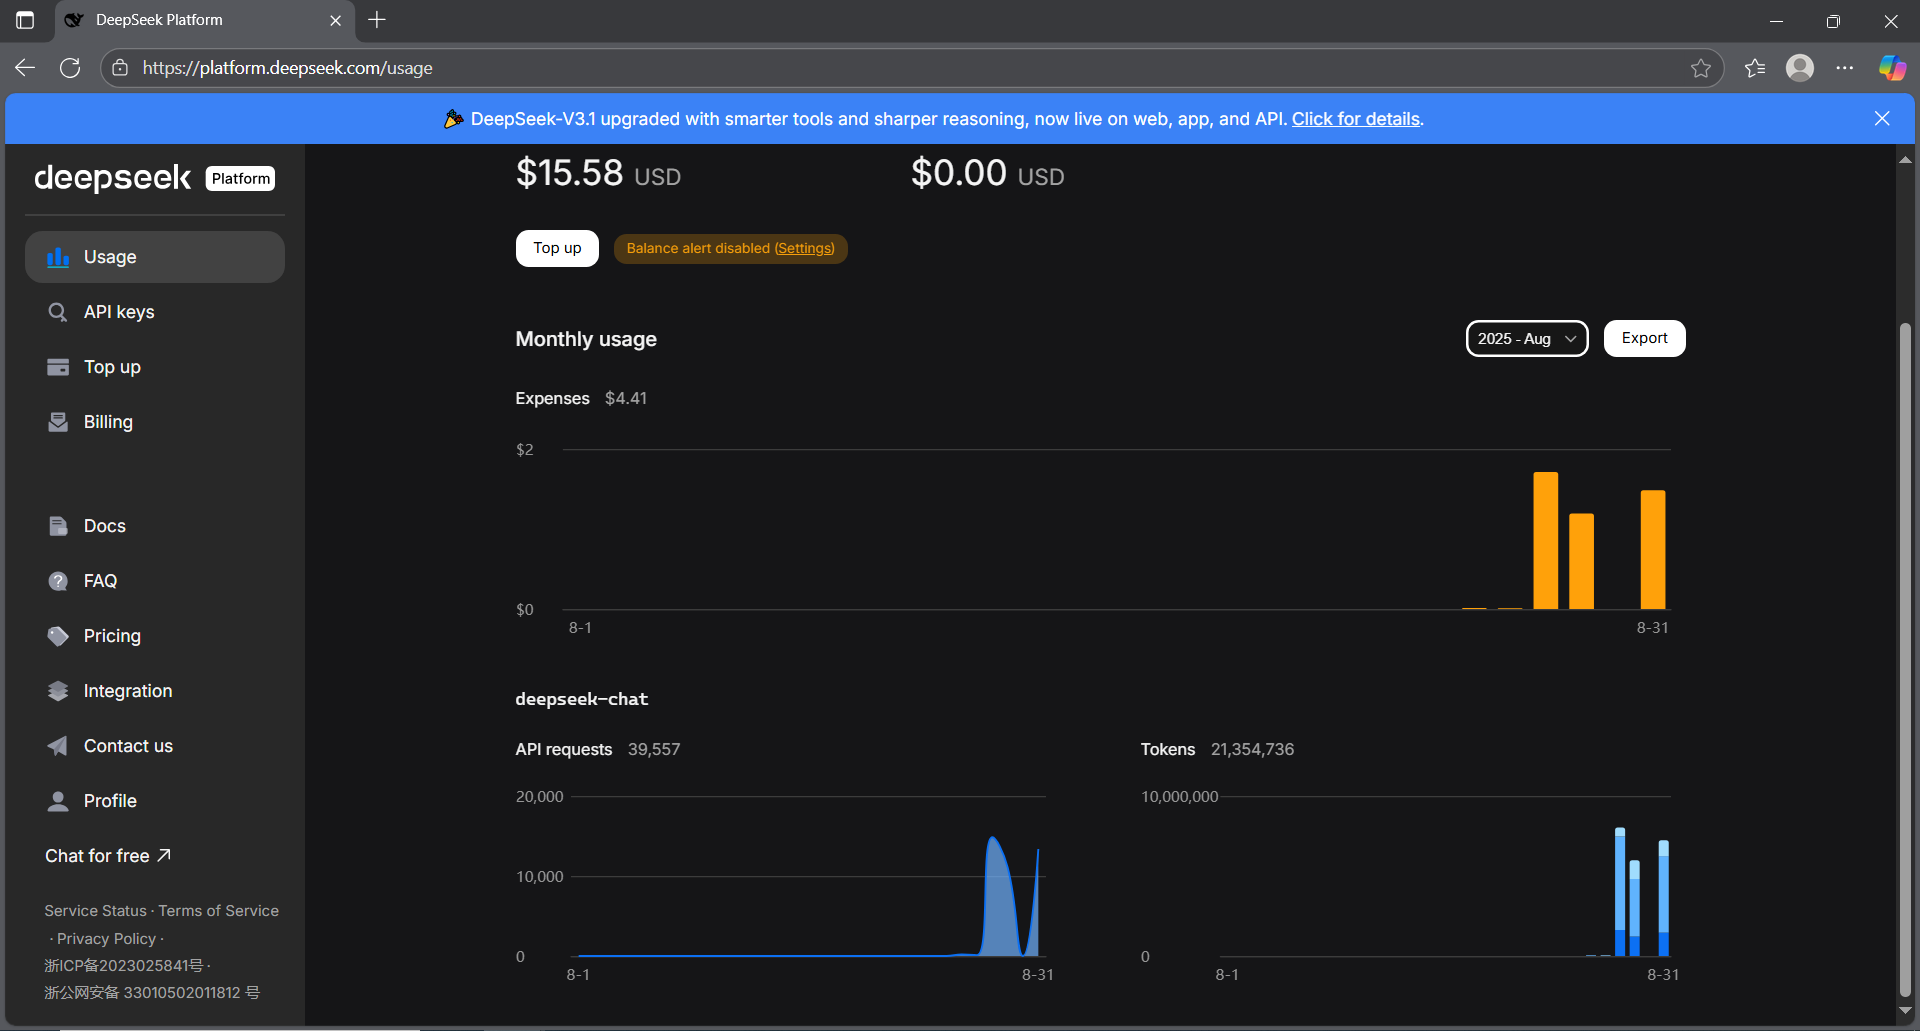 DeepSeek Platform
https://platform.deepseek.com/usage
🎉 DeepSeek-V3.1 upgraded with smarter tools and sharper reasoning, now live on web, app, and API. Click for details.
deepseek Platform
Usage
API keys
Top up
Billing
Docs
FAQ
Pricing
Integration
Contact us
Profile
Chat for free ↗
Service Status · Terms of Service
· Privacy Policy ·
浙ICP备2023025841号 ·
浙公网安备 33010502011812 号
$15.58 USD $0.00 USD
Top up Balance alert disabled (Settings)
Monthly usage 2025 - Aug Export
Expenses $4.41
$2
$0
8-1 8-31
deepseek-chat
API requests 39,557
20,000
10,000
0
8-1 8-31
Tokens 21,354,736
10,000,000
0
8-1 8-31